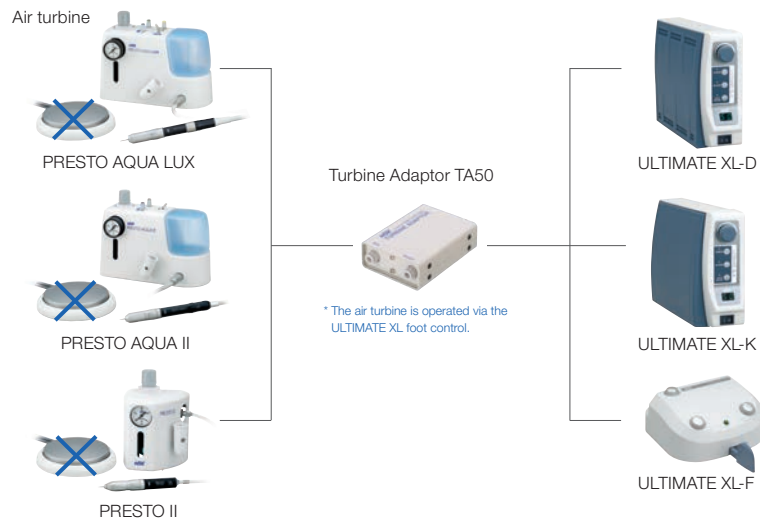 Air turbine
PRESTO AQUA LUX
ULTIMATE XL-D
Turbine Adaptor TA50
* The air turbine is operated via the
ULTIMATE XL foot control.
PRESTO AQUA II
ULTIMATE XL-K
PRESTO II
ULTIMATE XL-F